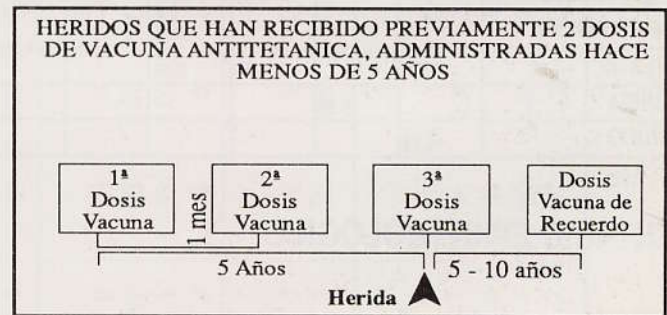 HERIDOS QUE HAN RECIBIDO PREVIAMENTE 2 DOSIS
DE VACUNA ANTITETANICA, ADMINISTRADAS HACE
MENOS DE 5 AÑOS
1ª
Dosis
Vacuna
1 mes
2ª
Dosis
Vacuna
3ª
Dosis
Vacuna
Dosis
Vacuna de
Recuerdo
5 Años
5 - 10 años
Herida